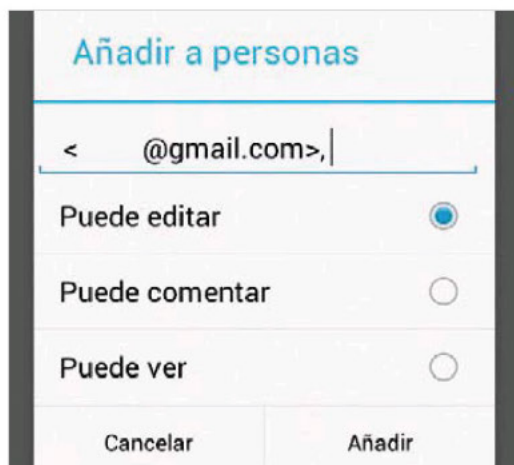 Añadir a personas
< @gmail.com>,
Puede editar
Puede comentar
Puede ver
Cancelar Añadir